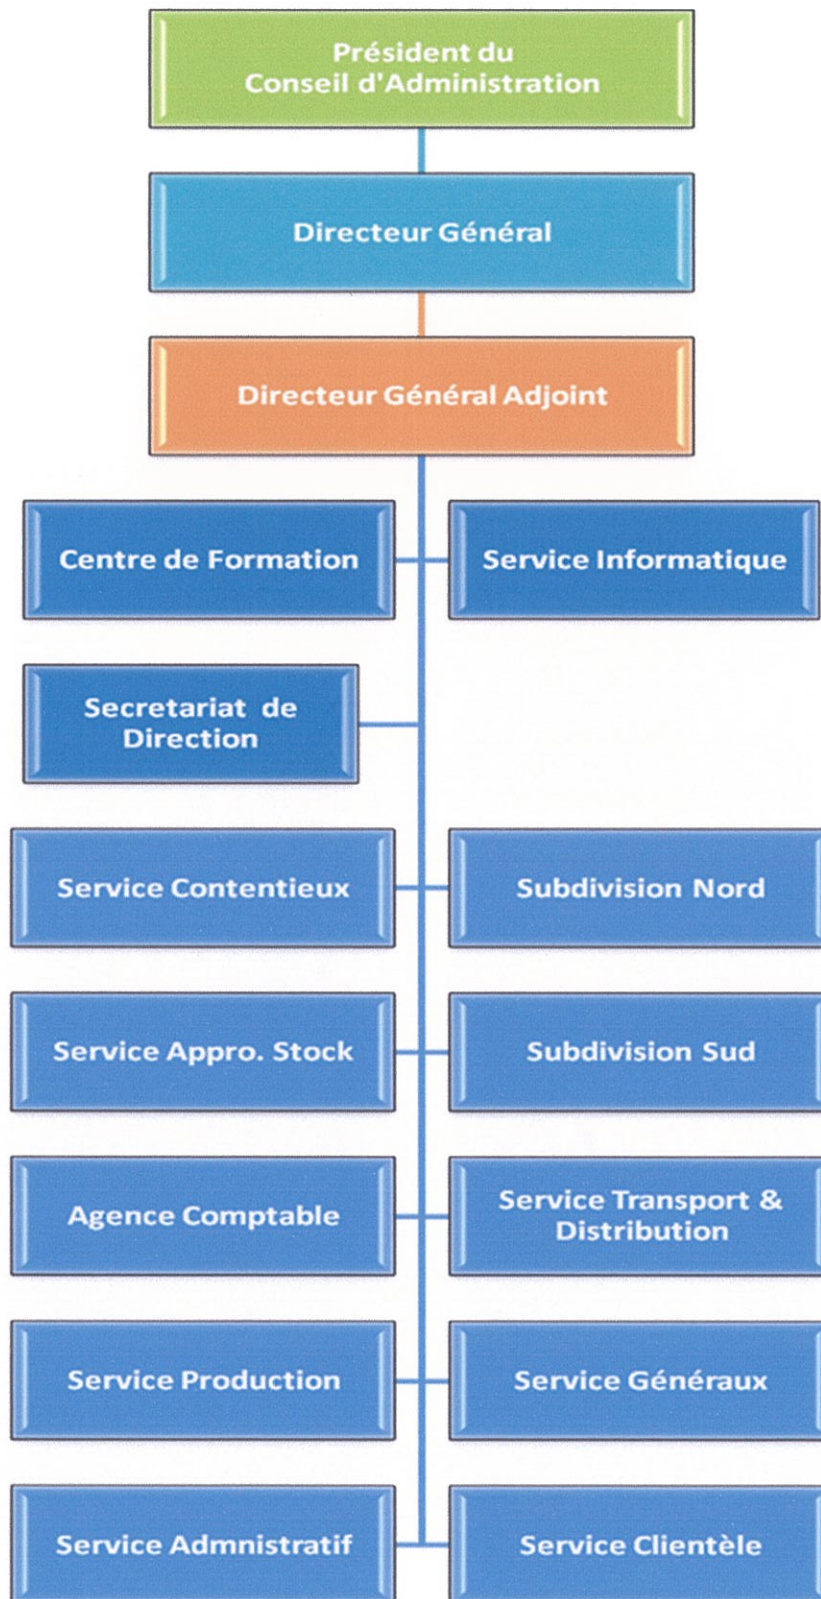 Président du
Conseil d'Administration
Directeur Général
Directeur Général Adjoint
Centre de Formation
Service Informatique
Secretariat de
Direction
Service Contentieux
Subdivision Nord
Service Appro. Stock
Subdivision Sud
Agence Comptable
Service Transport &
Distribution
Service Production
Service Généraux
Service Admnistratif
Service Clientèle